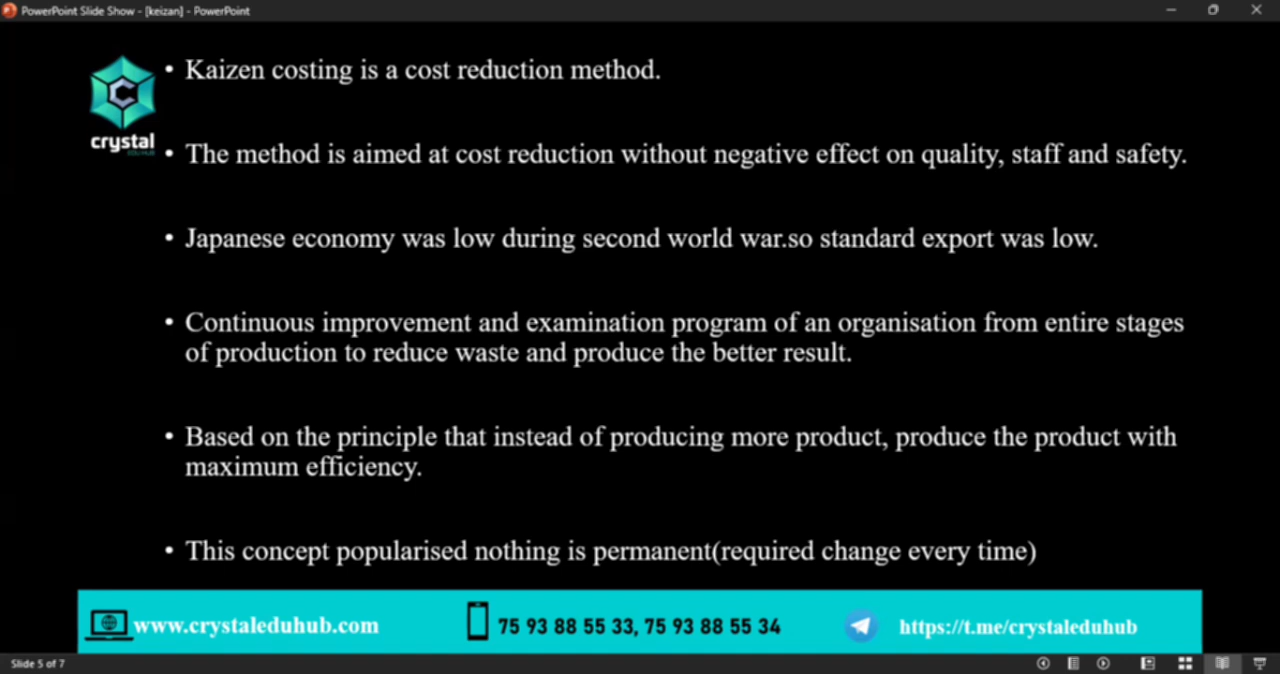 PowerPoint Slide Show - [keizan] - PowerPoint
• Kaizen costing is a cost reduction method.
crystal
EDU HUB
• The method is aimed at cost reduction without negative effect on quality, staff and safety.
• Japanese economy was low during second world war.so standard export was low.
• Continuous improvement and examination program of an organisation from entire stages
of production to reduce waste and produce the better result.
• Based on the principle that instead of producing more product, produce the product with
maximum efficiency.
• This concept popularised nothing is permanent(required change every time)
www.crystaleduhub.com
75 93 88 55 33, 75 93 88 55 34
https://t.me/crystaleduhub
Slide 5 of 7